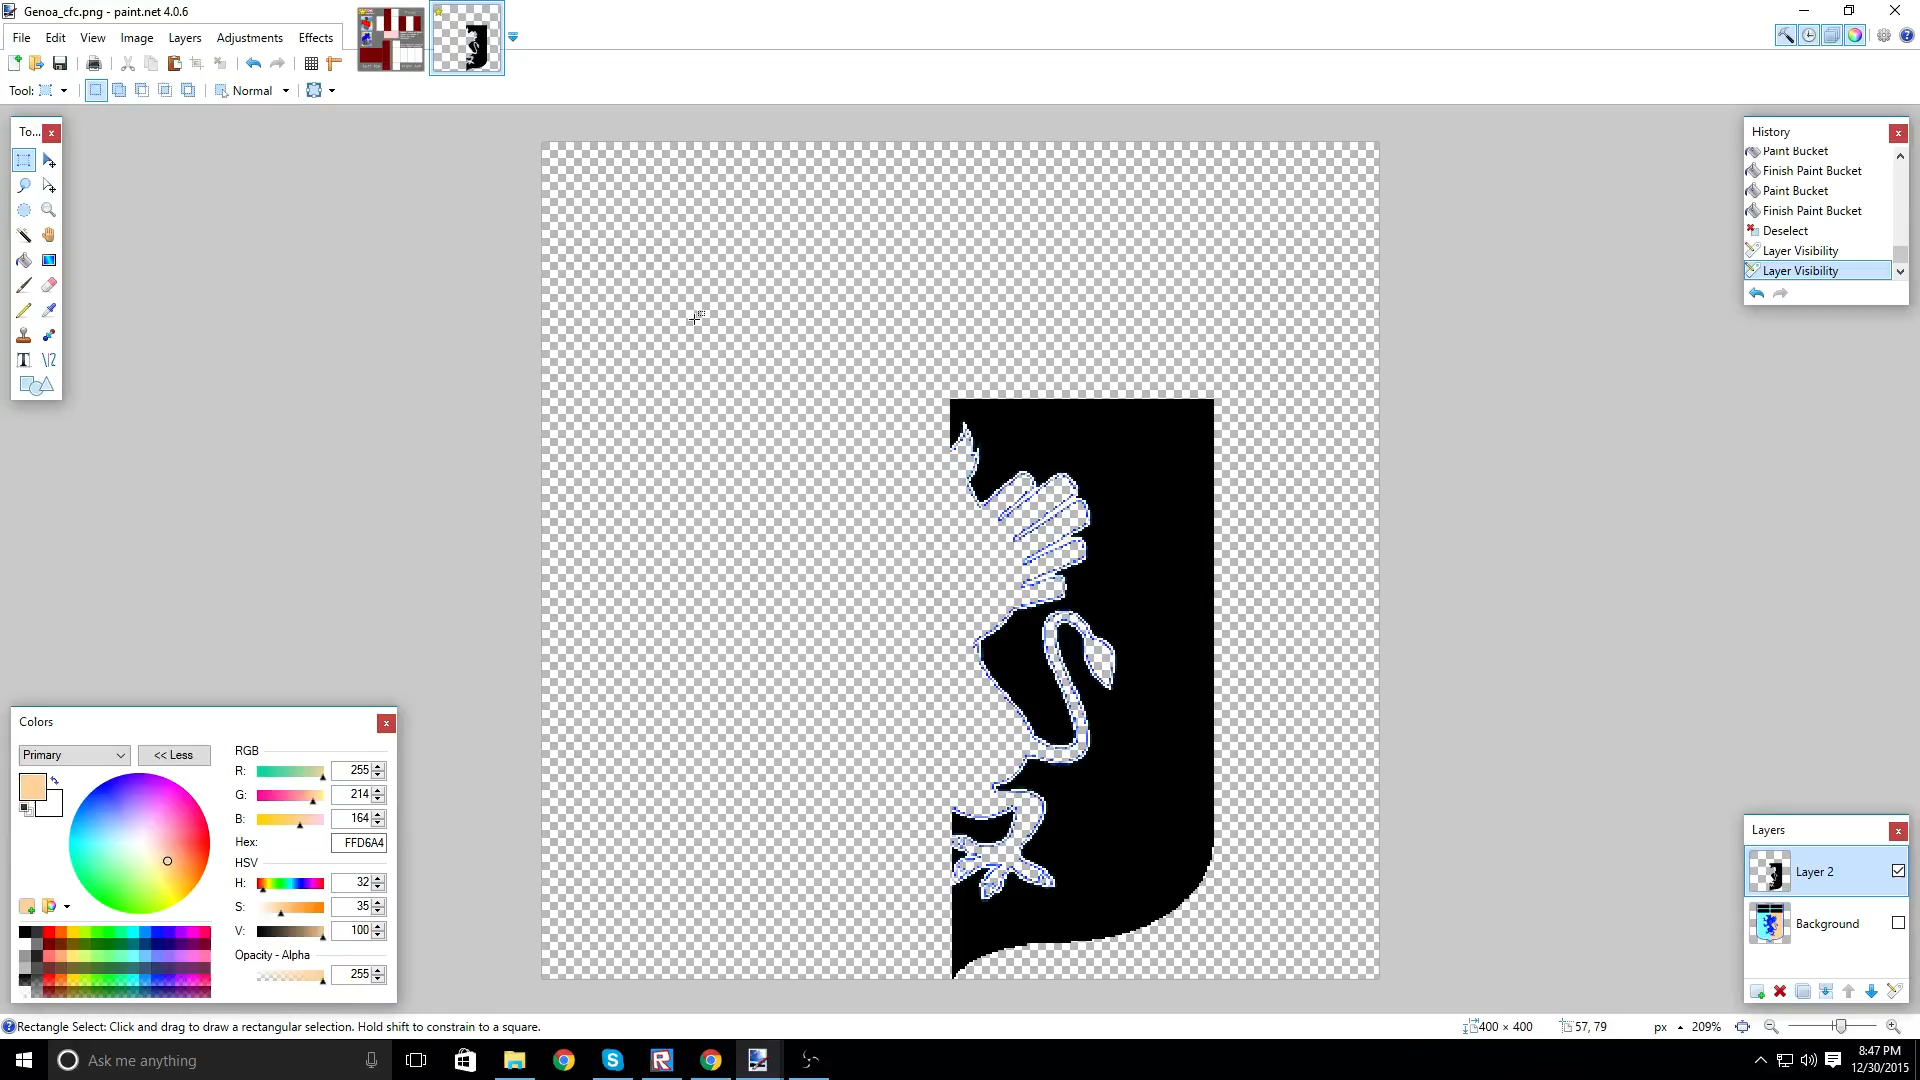 Genoa_cfc.png - paint.net 4.0.6
File Edit View Image Layers Adjustments Effects
Tool: Normal
To...
History
Paint Bucket
Finish Paint Bucket
Paint Bucket
Finish Paint Bucket
Deselect
Layer Visibility
Layer Visibility
Colors
Primary << Less
RGB
R: 255
G: 214
B: 164
Hex: FFD6A4
HSV
H: 32
S: 35
V: 100
Opacity - Alpha
255
Layers
Layer 2
Background
Rectangle Select: Click and drag to draw a rectangular selection. Hold shift to constrain to a square.
400 × 400 57, 79 px 209%
Ask me anything
8:47 PM
12/30/2015